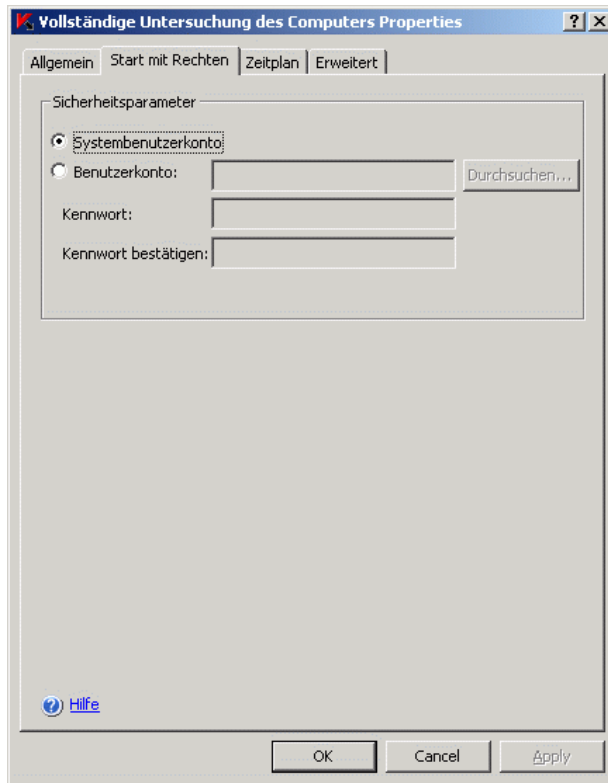 Vollständige Untersuchung des Computers Properties
Allgemein Start mit Rechten Zeitplan Erweitert
Sicherheitsparameter
Systembenutzerkonto
Benutzerkonto: Durchsuchen...
Kennwort:
Kennwort bestätigen:
Hilfe
OK Cancel Apply